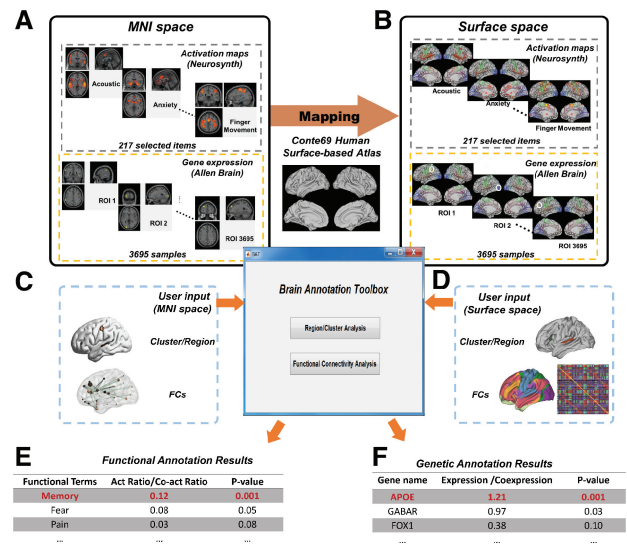 A
MNI space
Activation maps
(Neurosynth)
Acoustic
Anxiety
Finger
Movement
217 selected items
Gene expression
(Allen Brain)
ROI 1
ROI 2
ROI 3695
3695 samples
Mapping
Conte69 Human
Surface-based Atlas
B
Surface space
Activation maps
(Neurosynth)
Acoustic
Anxiety
Finger Movement
217 selected items
Gene expression
(Allen Brain)
ROI 1
ROI 2
ROI 3695
3695 samples
C
User input
(MNI space)
Cluster/Region
FCs
BAT
Brain Annotation Toolbox
Region/Cluster Analysis
Functional Connectivity Analysis
D
User input
(Surface space)
Cluster/Region
FCs
E
Functional Annotation Results
Functional Terms Act Ratio/Co-act Ratio P-value
Memory 0.12 0.001
Fear 0.08 0.05
Pain 0.03 0.08
... ... ...
F
Genetic Annotation Results
Gene name Expression /Coexpression P-value
APOE 1.21 0.001
GABAR 0.97 0.03
FOX1 0.38 0.10
... ... ...